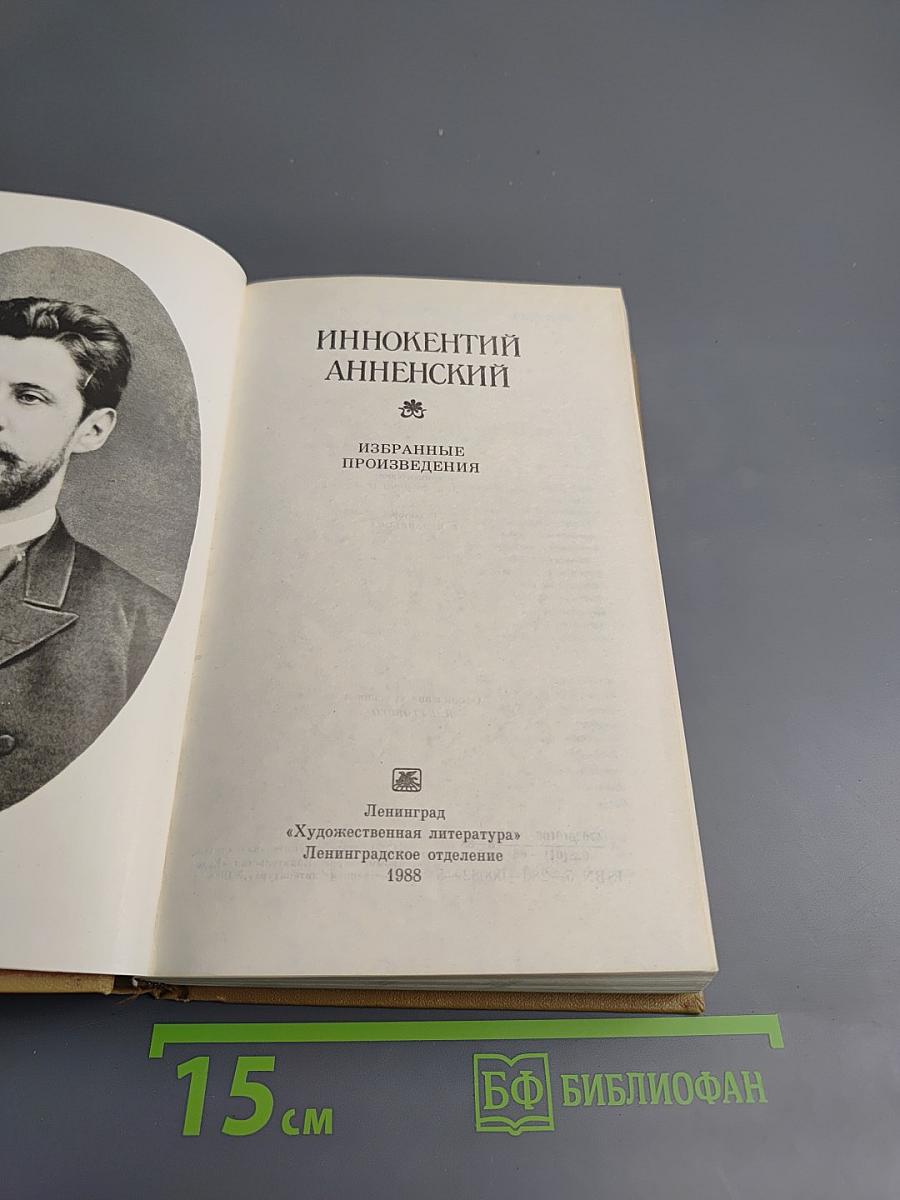 ИННОКЕНТИЙ
АННЕНСКИЙ
ИЗБРАННЫЕ
ПРОИЗВЕДЕНИЯ
Ленинград
«Художественная литература»
Ленинградское отделение
1988
15 см
БФ БИБЛИОФАН